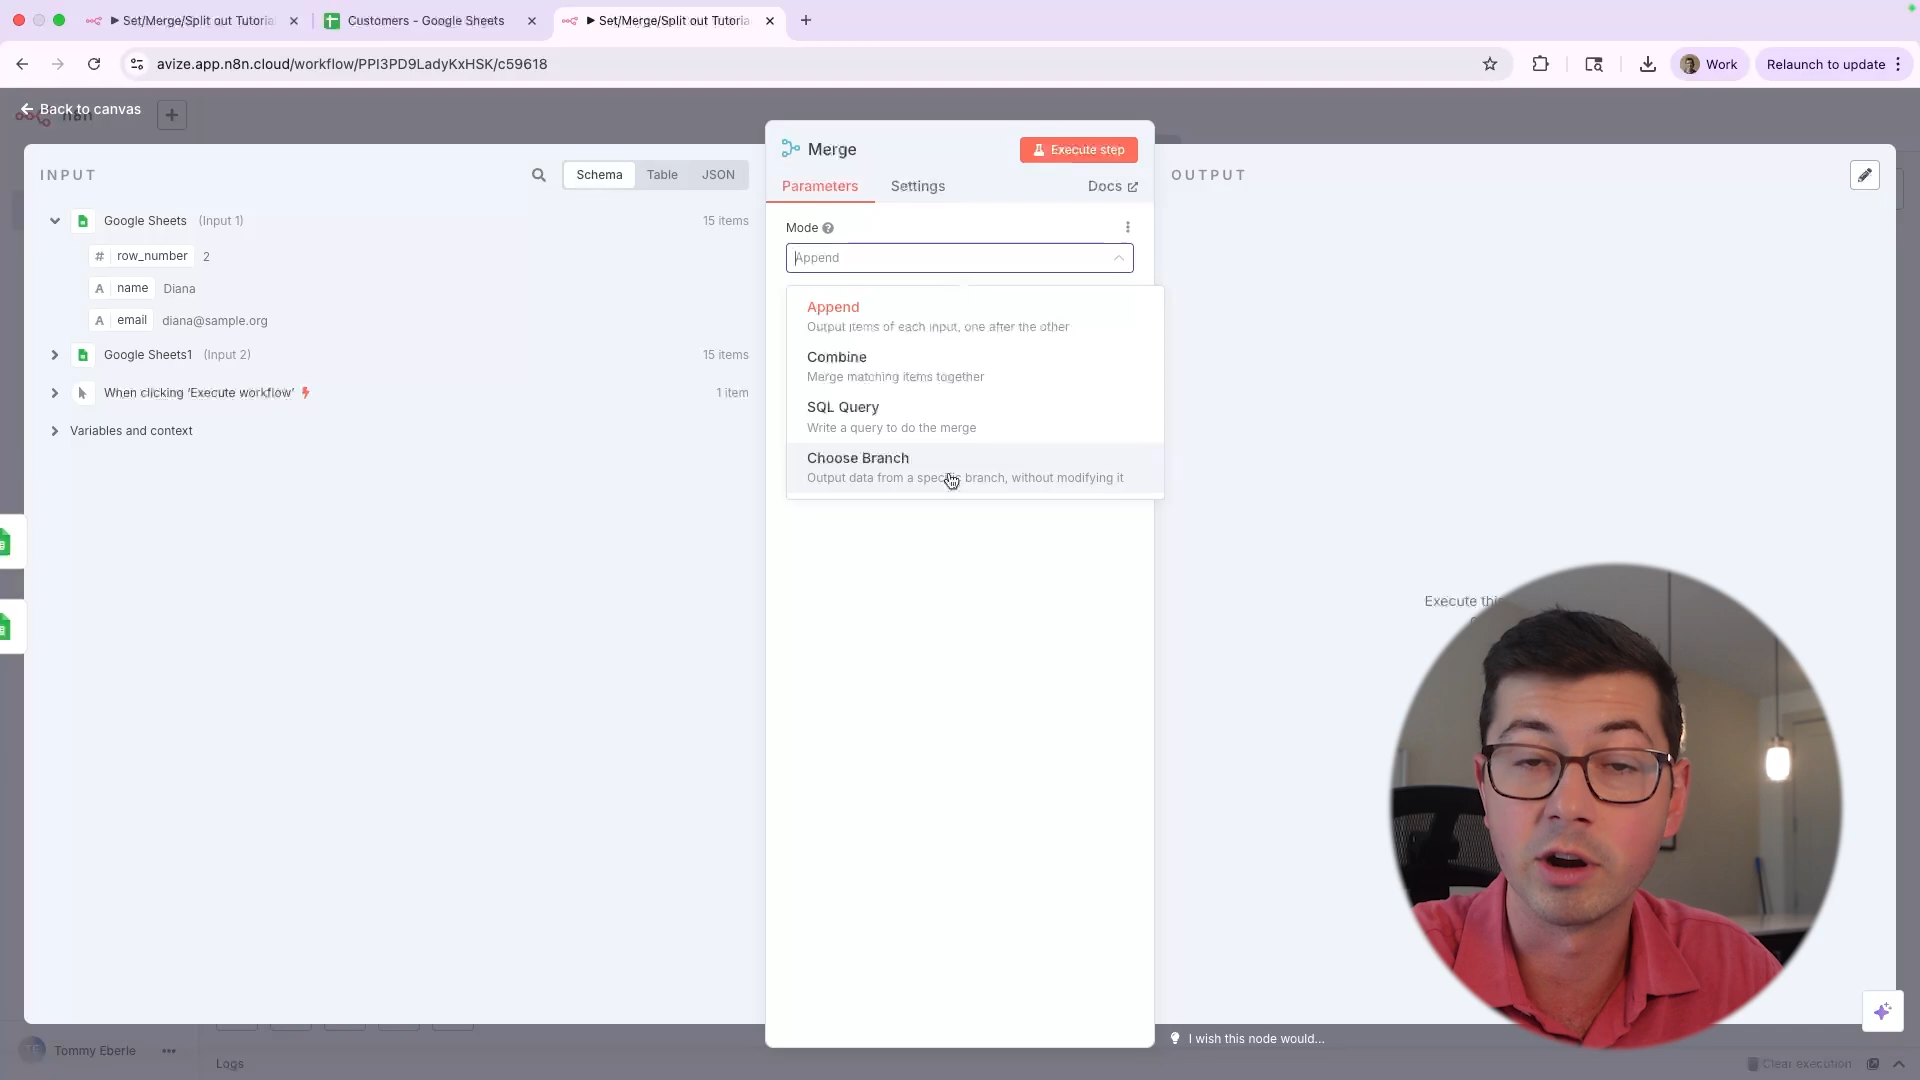 ▶ Set/Merge/Split out Tutoria
Customers - Google Sheets
▶ Set/Merge/Split out Tutoria
avize.app.n8n.cloud/workflow/PPI3PD9LadyKxHSK/c59618
Work
Relaunch to update
Back to canvas
n8n
INPUT
Schema
Table
JSON
Google Sheets (Input 1)
15 items
# row_number 2
A name Diana
A email diana@sample.org
Google Sheets1 (Input 2)
15 items
When clicking 'Execute workflow'
1 item
Variables and context
Merge
Execute step
Parameters
Settings
Docs
Mode
Append
Append
Output items of each input, one after the other
Combine
Merge matching items together
SQL Query
Write a query to do the merge
Choose Branch
Output data from a specific branch, without modifying it
OUTPUT
Execute this
I wish this node would...
Tommy Eberle
Logs
Clear execution